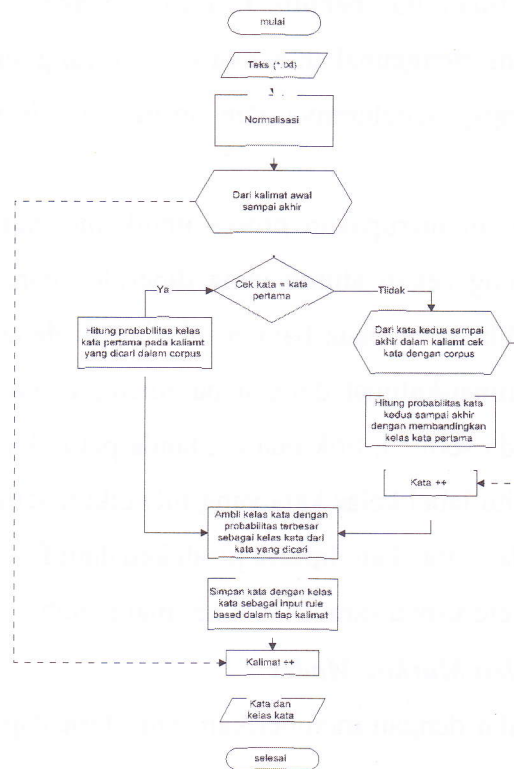 mulai
Teks (*.txt)
Normalisasi
Dari kalimat awal
sampai akhir
Cek kata = kata
pertama
Ya
Tlidak
Hitung probabilitas kelas
kata pertama pada kaliamt
yang dicari dalam corpus
Dari kata kedua sampai
akhir dalam kaliamt cek
kata dengan corpus
Hitung probabilitas kata
kedua sampai akhir
dengan membandingkan
kelas kata pertama
Kata ++
Ambil kelas kata dengan
probabilitas terbesar
sebagai kelas kata dari
kata yang dicari
Simpan kata dengan kelas
kata sebagai input rule
based dalam tiap kalimat
Kalimat ++
Kata dan
kelas kata
selesai